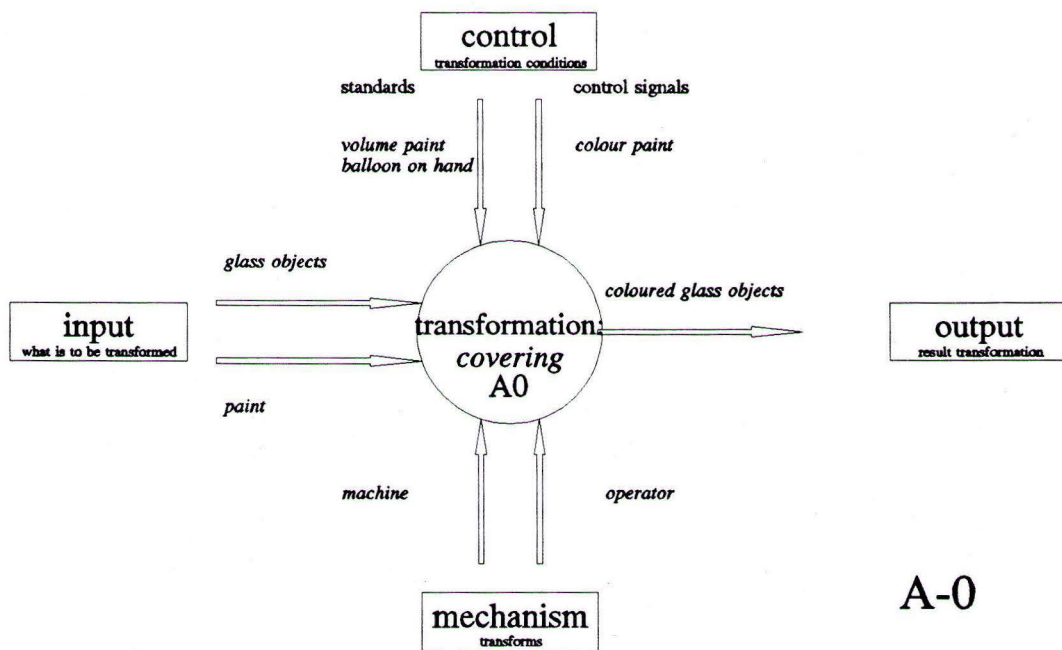 control
transformation conditions
standards
control signals
volume paint
balloon on hand
colour paint
glass objects
coloured glass objects
input
what is to be transformed
transformation:
covering
A0
output
result transformation
paint
machine
operator
mechanism
transforms
A-0